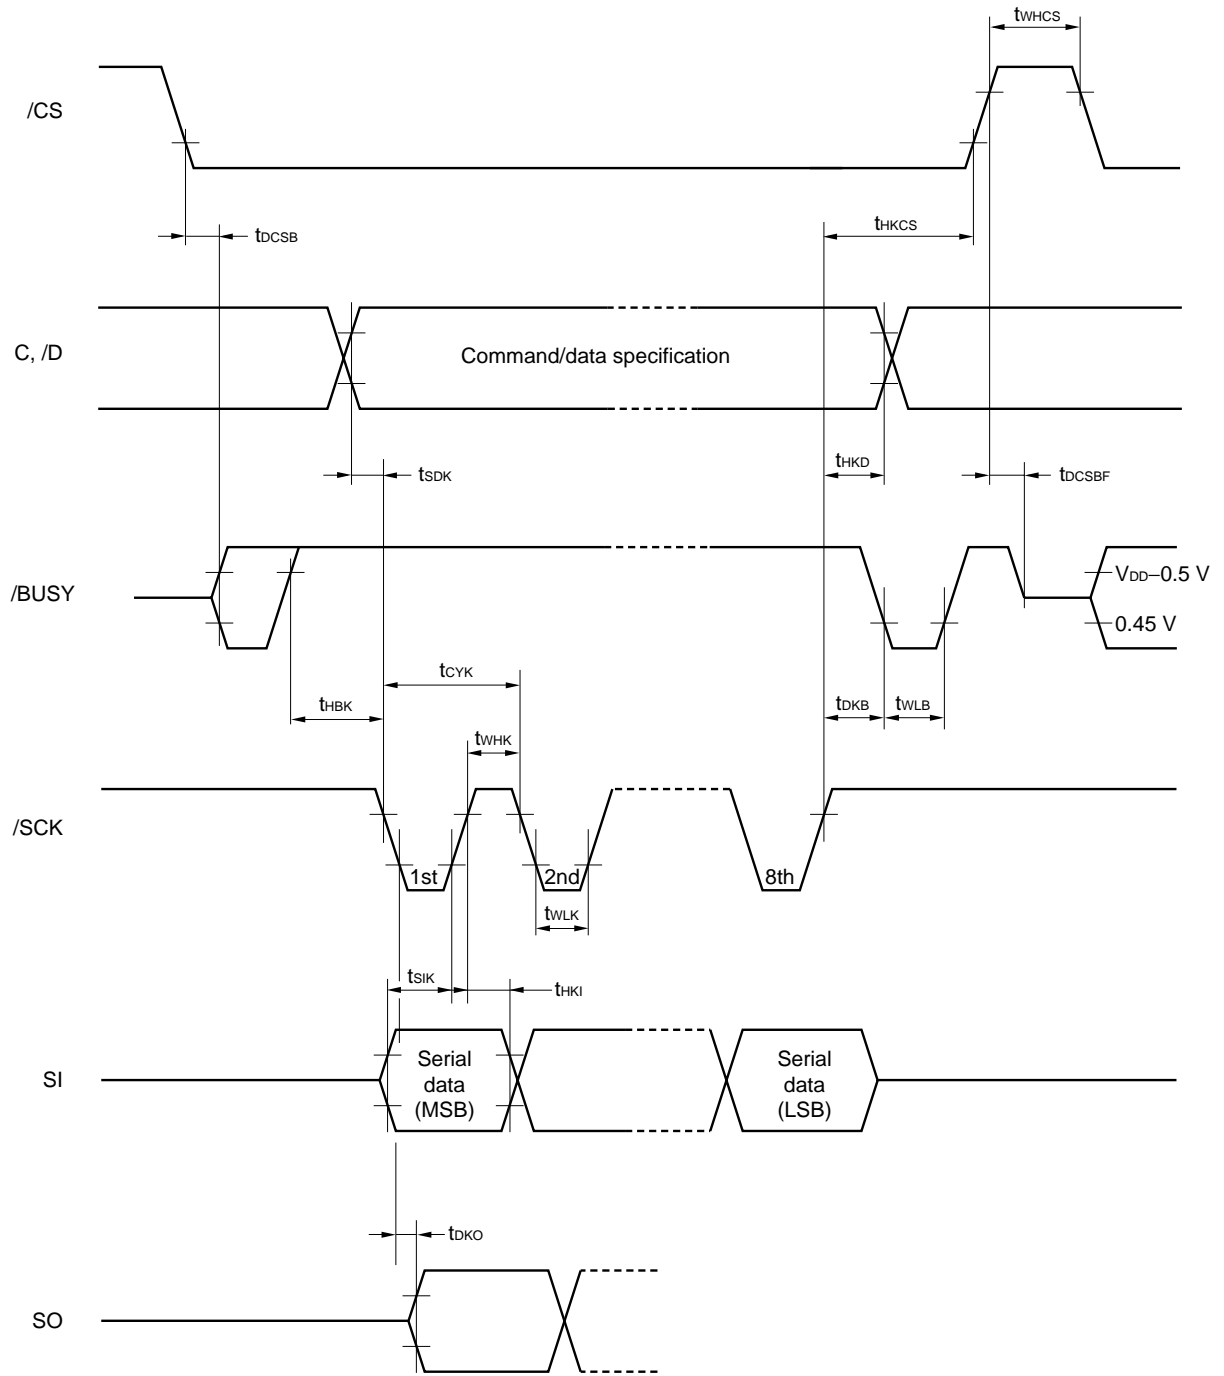 tWHCS
/CS
tDCSB
tHKCS
C, /D
Command/data specification
tSDK
tHKD
tDCSBF
/BUSY
VDD–0.5 V
0.45 V
tCYK
tHBK
tDKB
tWLB
tWHK
/SCK
1st
2nd
8th
tWLK
tSIK
tHKI
SI
Serial
data
(MSB)
Serial
data
(LSB)
tDKO
SO